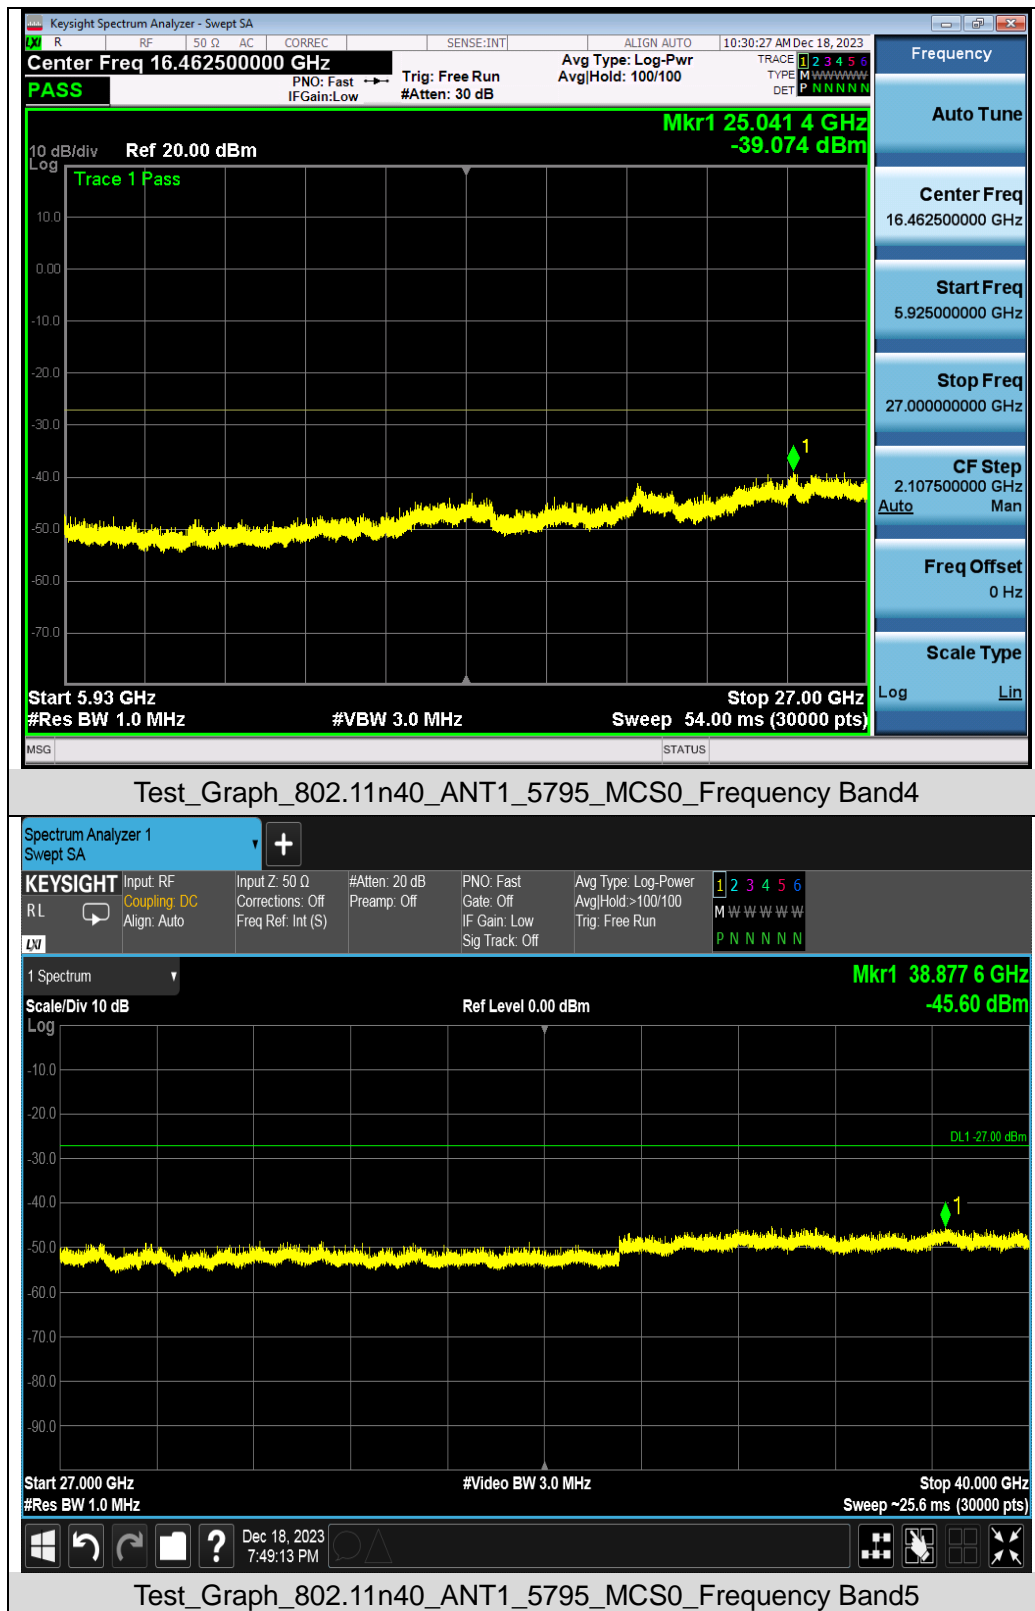 Keysight Spectrum Analyzer - Swept SA
LXI R RF 50 Ω AC CORREC SENSE:INT ALIGN AUTO 10:30:27 AM Dec 18, 2023
Center Freq 16.462500000 GHz
PASS
PNO: Fast
IFGain:Low
Trig: Free Run
#Atten: 30 dB
Avg Type: Log-Pwr
Avg|Hold: 100/100
TRACE 1 2 3 4 5 6
TYPE M W W W W W
DET P N N N N N
Mkr1 25.041 4 GHz
-39.074 dBm
10 dB/div Ref 20.00 dBm
Log
Trace 1 Pass
10.0
0.00
-10.0
-20.0
-30.0
-40.0
-50.0
-60.0
-70.0
1
Start 5.93 GHz Stop 27.00 GHz
#Res BW 1.0 MHz #VBW 3.0 MHz Sweep 54.00 ms (30000 pts)
MSG STATUS
Frequency
Auto Tune
Center Freq
16.462500000 GHz
Start Freq
5.925000000 GHz
Stop Freq
27.000000000 GHz
CF Step
2.107500000 GHz
Auto Man
Freq Offset
0 Hz
Scale Type
Log Lin
Test_Graph_802.11n40_ANT1_5795_MCS0_Frequency Band4
Spectrum Analyzer 1
Swept SA
KEYSIGHT
RL
LXI
Input: RF
Coupling: DC
Align: Auto
Input Z: 50 Ω
Corrections: Off
Freq Ref: Int (S)
#Atten: 20 dB
Preamp: Off
PNO: Fast
Gate: Off
IF Gain: Low
Sig Track: Off
Avg Type: Log-Power
Avg|Hold:>100/100
Trig: Free Run
1 2 3 4 5 6
M W W W W W
P N N N N N
1 Spectrum
Mkr1 38.877 6 GHz
-45.60 dBm
Scale/Div 10 dB Ref Level 0.00 dBm
Log
-10.0
-20.0
DL1 -27.00 dBm
-30.0
-40.0
-50.0
-60.0
-70.0
-80.0
-90.0
1
Start 27.000 GHz #Video BW 3.0 MHz Stop 40.000 GHz
#Res BW 1.0 MHz Sweep ~25.6 ms (30000 pts)
?
Dec 18, 2023
7:49:13 PM
Test_Graph_802.11n40_ANT1_5795_MCS0_Frequency Band5